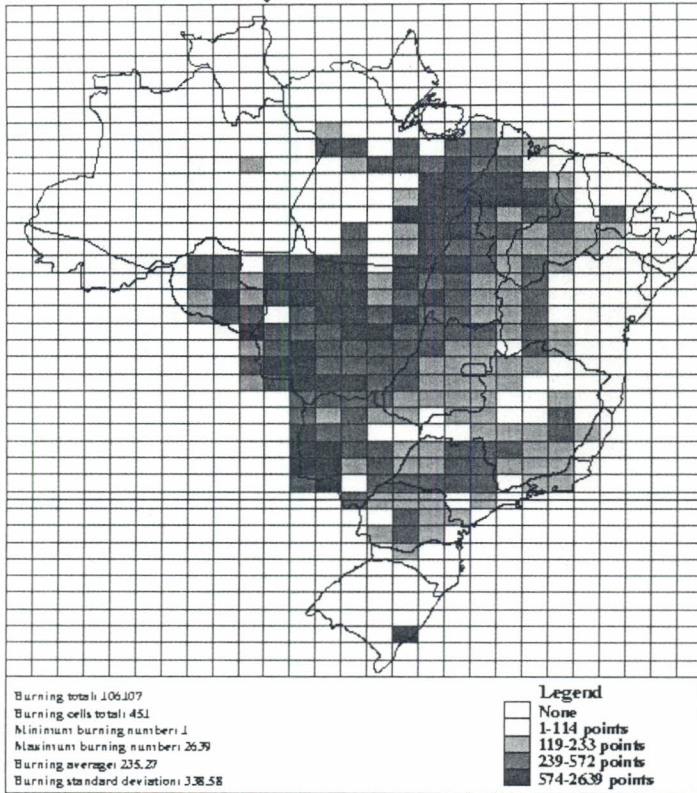 Burning total: 106107
Burning cells total: 451
Minimum burning number: 1
Maximum burning number: 2639
Burning average: 235.27
Burning standard deviation: 338.58
Legend
None
1-114 points
119-233 points
239-572 points
574-2639 points